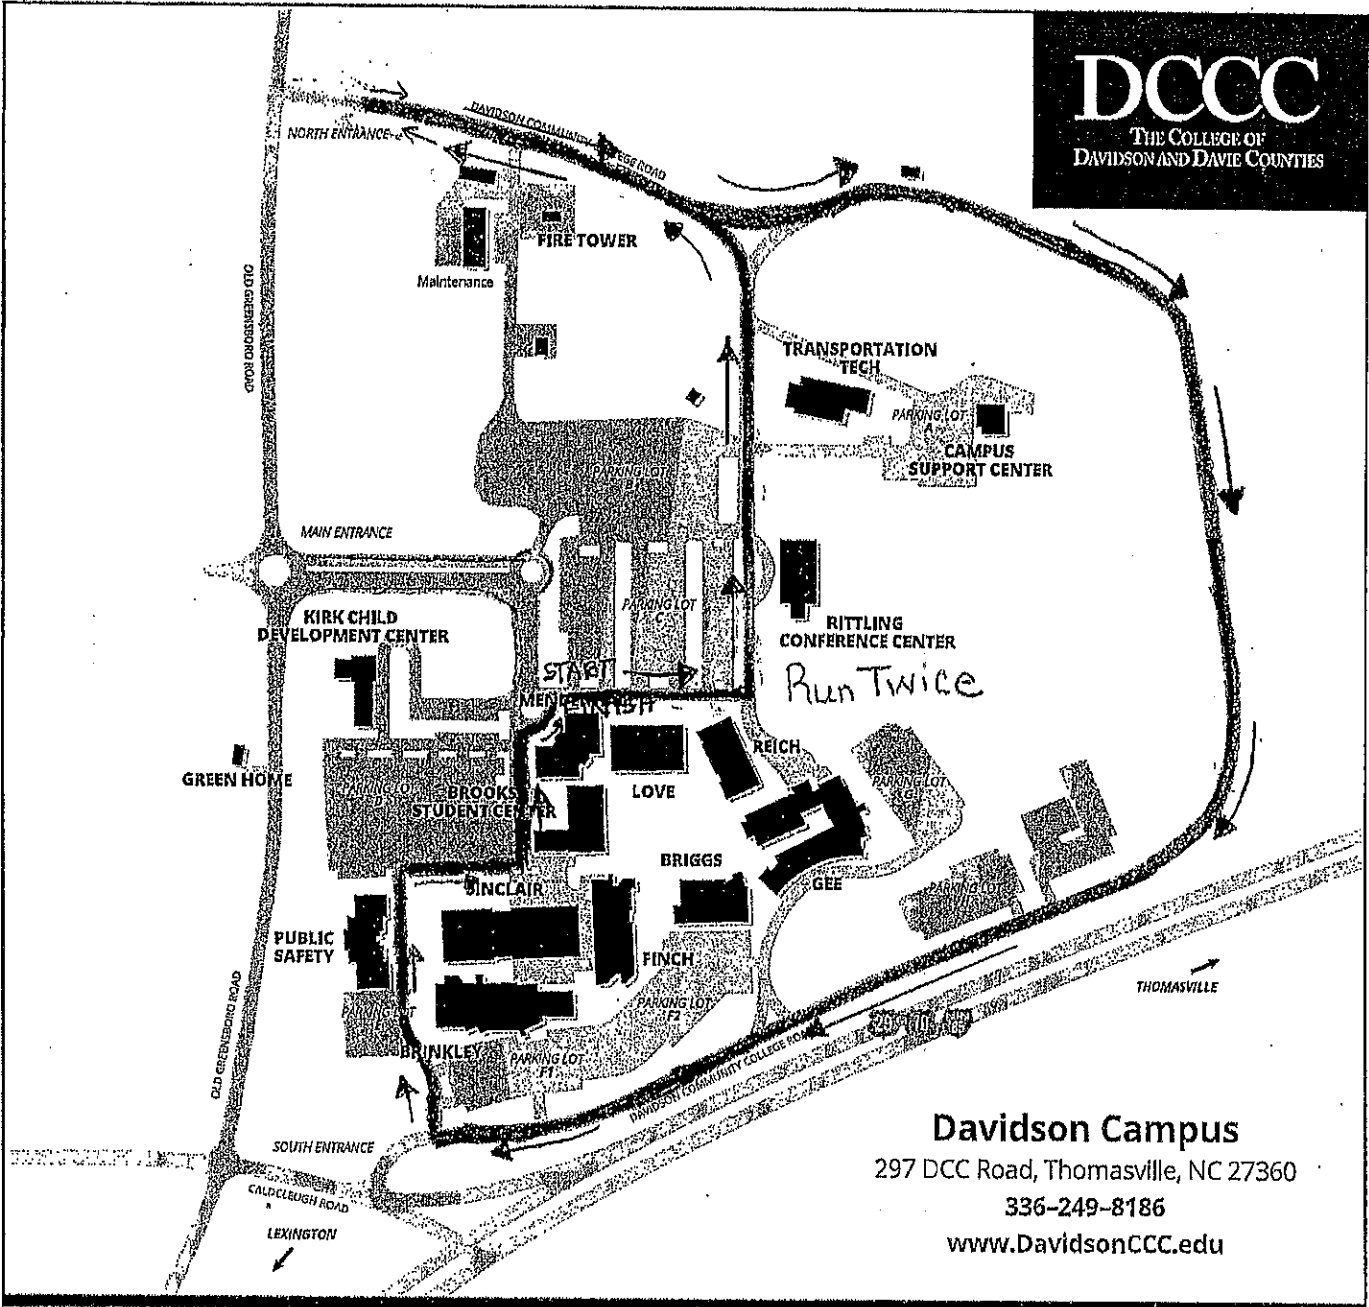 DCCC
THE COLLEGE OF
DAVIDSON AND DAVIE COUNTIES
DAVIDSON COMMUNITY
ROAD
NORTH ENTRANCE
FIRE TOWER
Maintenance
OLD GREENSBORO ROAD
TRANSPORTATION
TECH
PARKING LOT
A
CAMPUS
SUPPORT CENTER
PARKING LOT
MAIN ENTRANCE
PARKING LOT
C
KIRK CHILD
DEVELOPMENT CENTER
RITTLING
CONFERENCE CENTER
START
Run Twice
FINISH
REICH
GREEN HOME
LOVE
PARKING LOT
BROOKS
STUDENT CENTER
PARKING LOT
BRIGGS
SINCLAIR
GEE
PARKING LOT
PUBLIC
SAFETY
FINCH
THOMASVILLE
PARKING LOT
F2
PARKING LOT
29 70
BRINKLEY
PARKING LOT
F1
OLD GREENSBORO ROAD
DAVIDSON COMMUNITY COLLEGE ROAD
SOUTH ENTRANCE
CALDCLEUGH ROAD
LEXINGTON
Davidson Campus
297 DCC Road, Thomasville, NC 27360
336-249-8186
www.DavidsonCCC.edu